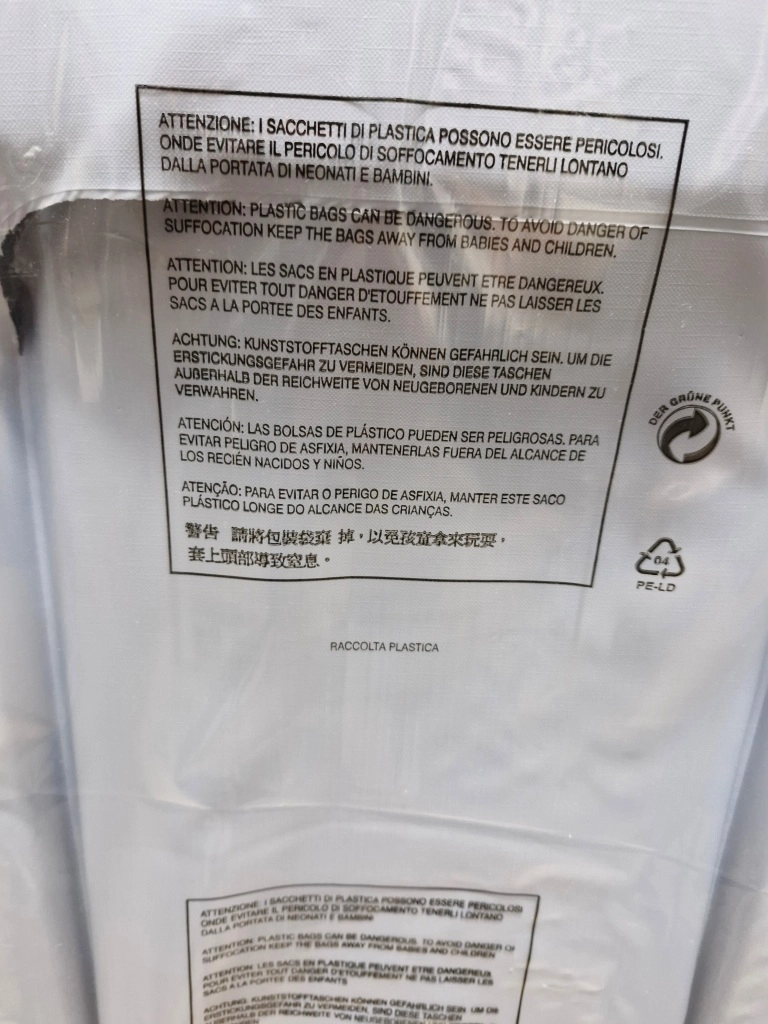 ATTENZIONE: I SACCHETTI DI PLASTICA POSSONO ESSERE PERICOLOSI.
ONDE EVITARE IL PERICOLO DI SOFFOCAMENTO TENERLI LONTANO
DALLA PORTATA DI NEONATI E BAMBINI.
ATTENTION: PLASTIC BAGS CAN BE DANGEROUS. TO AVOID DANGER OF
SUFFOCATION KEEP THE BAGS AWAY FROM BABIES AND CHILDREN.
ATTENTION: LES SACS EN PLASTIQUE PEUVENT ETRE DANGEREUX.
POUR EVITER TOUT DANGER D'ETOUFFEMENT NE PAS LAISSER LES
SACS A LA PORTEE DES ENFANTS.
ACHTUNG: KUNSTSTOFFTASCHEN KÖNNEN GEFAHRLICH SEIN. UM DIE
ERSTICKUNGSGEFAHR ZU VERMEIDEN, SIND DIESE TASCHEN
AUßERHALB DER REICHWEITE VON NEUGEBORENEN UND KINDERN ZU
VERWAHREN.
ATENCIÓN: LAS BOLSAS DE PLÁSTICO PUEDEN SER PELIGROSAS. PARA
EVITAR PELIGRO DE ASFIXIA, MANTENERLAS FUERA DEL ALCANCE DE
LOS RECIÉN NACIDOS Y NIÑOS.
ATENÇÃO: PARA EVITAR O PERIGO DE ASFIXIA, MANTER ESTE SACO
PLÁSTICO LONGE DO ALCANCE DAS CRIANÇAS.
警告 請將包裝袋棄 掉，以免孩童拿來玩耍，
套上頭部導致窒息。
DER GRÜNE PUNKT
04
PE-LD
RACCOLTA PLASTICA
ATTENZIONE: I SACCHETTI DI PLASTICA POSSONO ESSERE PERICOLOSI
ONDE EVITARE IL PERICOLO DI SOFFOCAMENTO TENERLI LONTANO
DALLA PORTATA DI NEONATI E BAMBINI
ATTENTION: PLASTIC BAGS CAN BE DANGEROUS. TO AVOID DANGER OF
SUFFOCATION KEEP THE BAGS AWAY FROM BABIES AND CHILDREN
ATTENTION: LES SACS EN PLASTIQUE PEUVENT ETRE DANGEREUX
POUR EVITER TOUT DANGER D'ETOUFFEMENT NE PAS LAISSER LES
SACS A LA PORTEE DES ENFANTS
ACHTUNG: KUNSTSTOFFTASCHEN KÖNNEN GEFAHRLICH SEIN. UM DIE
ERSTICKUNGSGEFAHR ZU VERMEIDEN, SIND DIESE TASCHEN